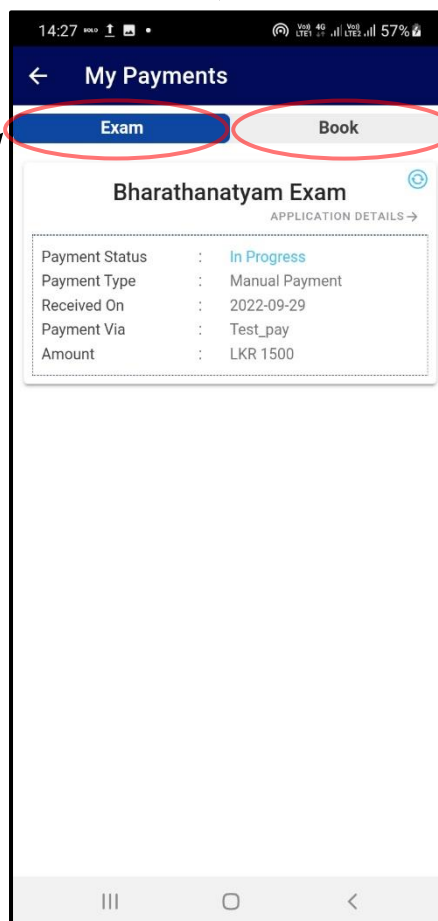 14:27 57%
← My Payments
Exam Book
Bharathanatyam Exam
APPLICATION DETAILS →
Payment Status : In Progress
Payment Type : Manual Payment
Received On : 2022-09-29
Payment Via : Test_pay
Amount : LKR 1500